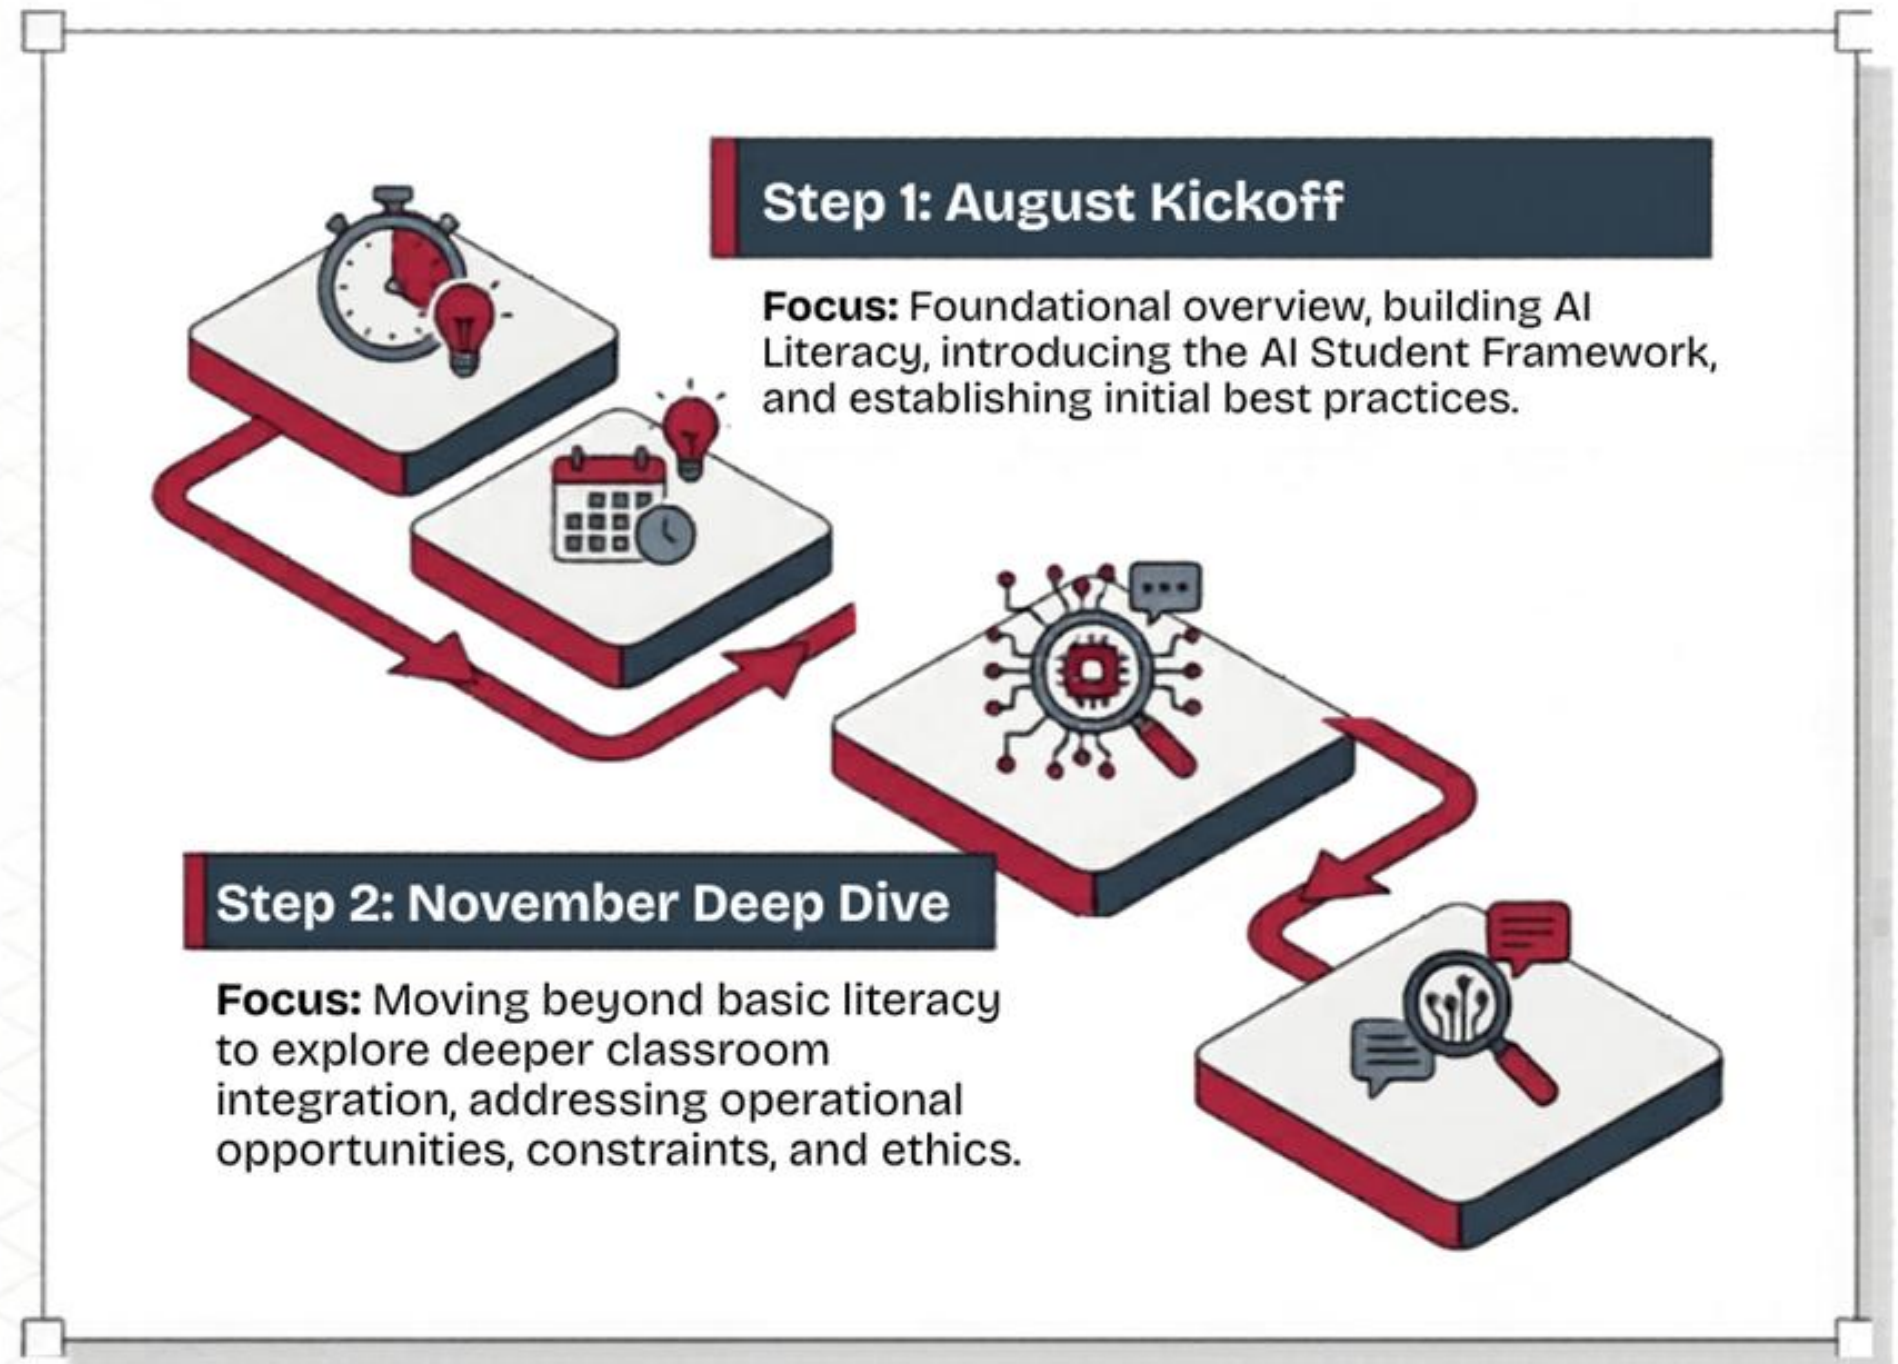 Step 1: August Kickoff
Focus: Foundational overview, building AI
Literacy, introducing the AI Student Framework,
and establishing initial best practices.
Step 2: November Deep Dive
Focus: Moving beyond basic literacy
to explore deeper classroom
integration, addressing operational
opportunities, constraints, and ethics.